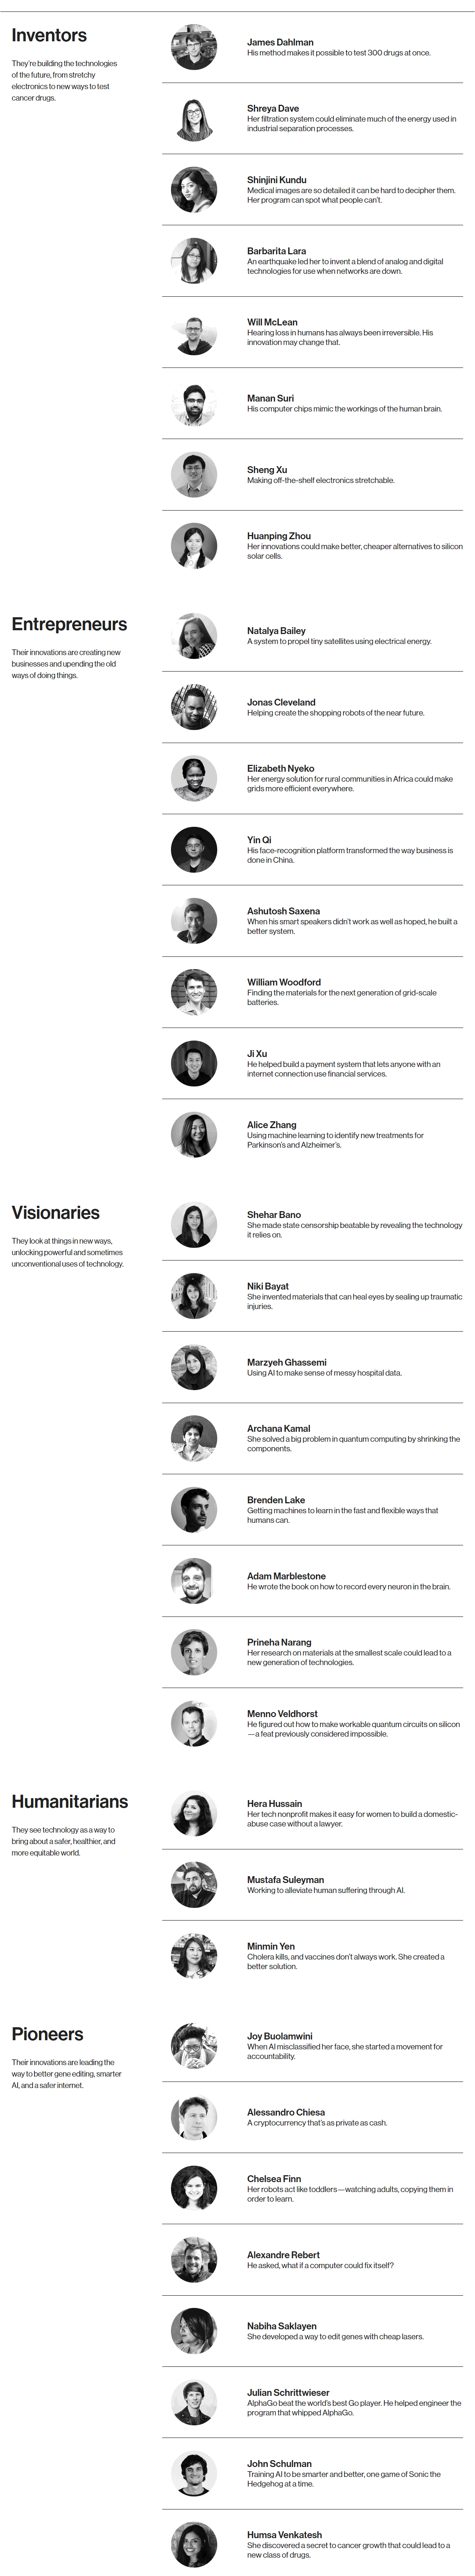 Inventors
They're building the technologies
of the future, from stretchy
electronics to new ways to test
cancer drugs.
James Dahlman
His method makes it possible to test 300 drugs at once.
Shreya Dave
Her filtration system could eliminate much of the energy used in
industrial separation processes.
Shinjini Kundu
Medical images are so detailed it can be hard to decipher them.
Her program can spot what people can't.
Barbarita Lara
An earthquake led her to invent a blend of analog and digital
technologies for use when networks are down.
Will McLean
Hearing loss in humans has always been irreversible. His
innovation may change that.
Manan Suri
His computer chips mimic the workings of the human brain.
Sheng Xu
Making off-the-shelf electronics stretchable.
Huanping Zhou
Her innovations could make better, cheaper alternatives to silicon
solar cells.
Entrepreneurs
Their innovations are creating new
businesses and upending the old
ways of doing things.
Natalya Bailey
A system to propel tiny satellites using electrical energy.
Jonas Cleveland
Helping create the shopping robots of the near future.
Elizabeth Nyeko
Her energy solution for rural communities in Africa could make
grids more efficient everywhere.
Yin Qi
His face-recognition platform transformed the way business is
done in China.
Ashutosh Saxena
When his smart speakers didn't work as well as hoped, he built a
better system.
William Woodford
Finding the materials for the next generation of grid-scale
batteries.
Ji Xu
He helped build a payment system that lets anyone with an
internet connection use financial services.
Alice Zhang
Using machine learning to identify new treatments for
Parkinson's and Alzheimer's.
Visionaries
They look at things in new ways,
unlocking powerful and sometimes
unconventional uses of technology.
Shehar Bano
She made state censorship beatable by revealing the technology
it relies on.
Niki Bayat
She invented materials that can heal eyes by sealing up traumatic
injuries.
Marzyeh Ghassemi
Using AI to make sense of messy hospital data.
Archana Kamal
She solved a big problem in quantum computing by shrinking the
components.
Brenden Lake
Getting machines to learn in the fast and flexible ways that
humans can.
Adam Marblestone
He wrote the book on how to record every neuron in the brain.
Prineha Narang
Her research on materials at the smallest scale could lead to a
new generation of technologies.
Menno Veldhorst
He figured out how to make workable quantum circuits on silicon
—a feat previously considered impossible.
Humanitarians
They see technology as a way to
bring about a safer, healthier, and
more equitable world.
Hera Hussain
Her tech nonprofit makes it easy for women to build a domestic-
abuse case without a lawyer.
Mustafa Suleyman
Working to alleviate human suffering through AI.
Minmin Yen
Cholera kills, and vaccines don't always work. She created a
better solution.
Pioneers
Their innovations are leading the
way to better gene editing, smarter
AI, and a safer internet.
Joy Buolamwini
When AI misclassified her face, she started a movement for
accountability.
Alessandro Chiesa
A cryptocurrency that's as private as cash.
Chelsea Finn
Her robots act like toddlers—watching adults, copying them in
order to learn.
Alexandre Rebert
He asked, what if a computer could fix itself?
Nabiha Saklayen
She developed a way to edit genes with cheap lasers.
Julian Schrittwieser
AlphaGo beat the world's best Go player. He helped engineer the
program that whipped AlphaGo.
John Schulman
Training AI to be smarter and better, one game of Sonic the
Hedgehog at a time.
Humsa Venkatesh
She discovered a secret to cancer growth that could lead to a
new class of drugs.